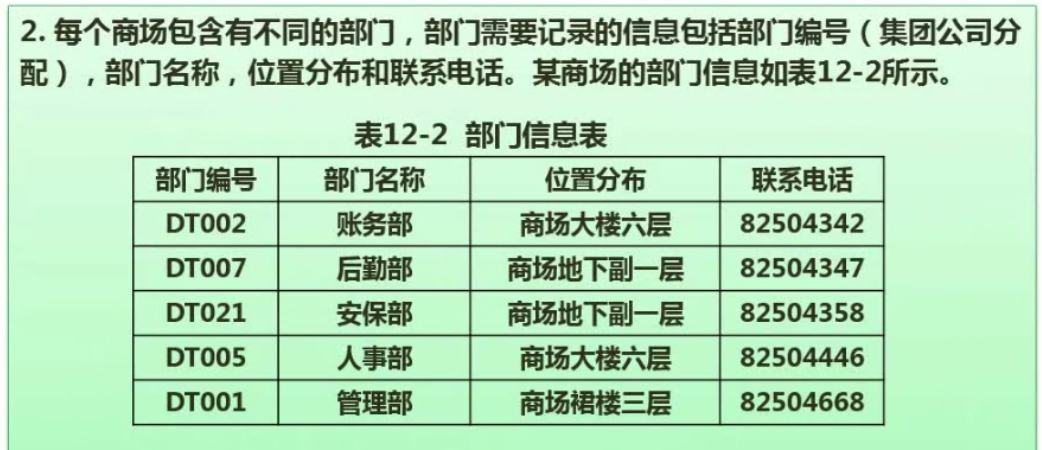 2. 每个商场包含有不同的部门，部门需要记录的信息包括部门编号（集团公司分
配），部门名称，位置分布和联系电话。某商场的部门信息如表12-2所示。
表12-2 部门信息表
部门编号 部门名称 位置分布 联系电话
DT002 账务部 商场大楼六层 82504342
DT007 后勤部 商场地下副一层 82504347
DT021 安保部 商场地下副一层 82504358
DT005 人事部 商场大楼六层 82504446
DT001 管理部 商场裙楼三层 82504668